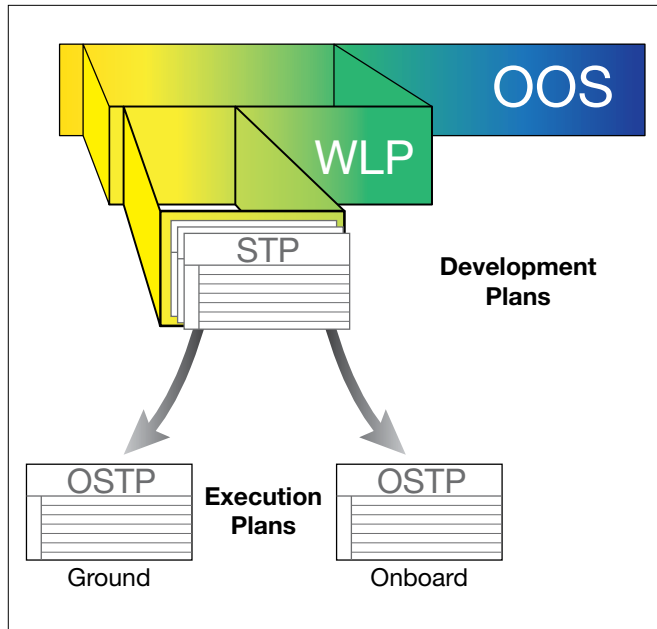 OOS
WLP
STP
Development
Plans
OSTP
Execution
Plans
OSTP
Ground
Onboard